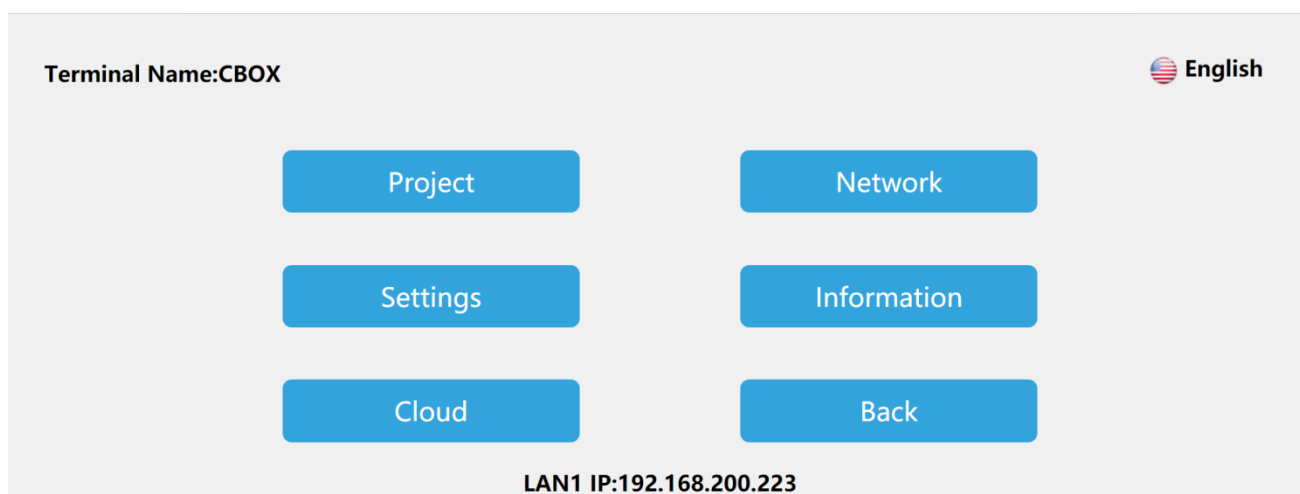 Terminal Name:CBOX
English
Project
Network
Settings
Information
Cloud
Back
LAN1 IP:192.168.200.223